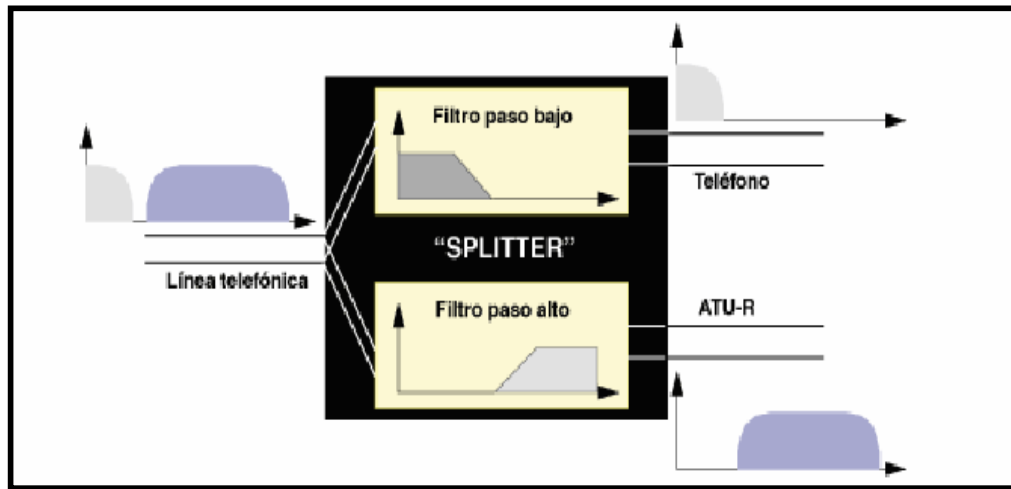 Filtro paso bajo
Teléfono
"SPLITTER"
Línea telefónica
Filtro paso alto
ATU-R